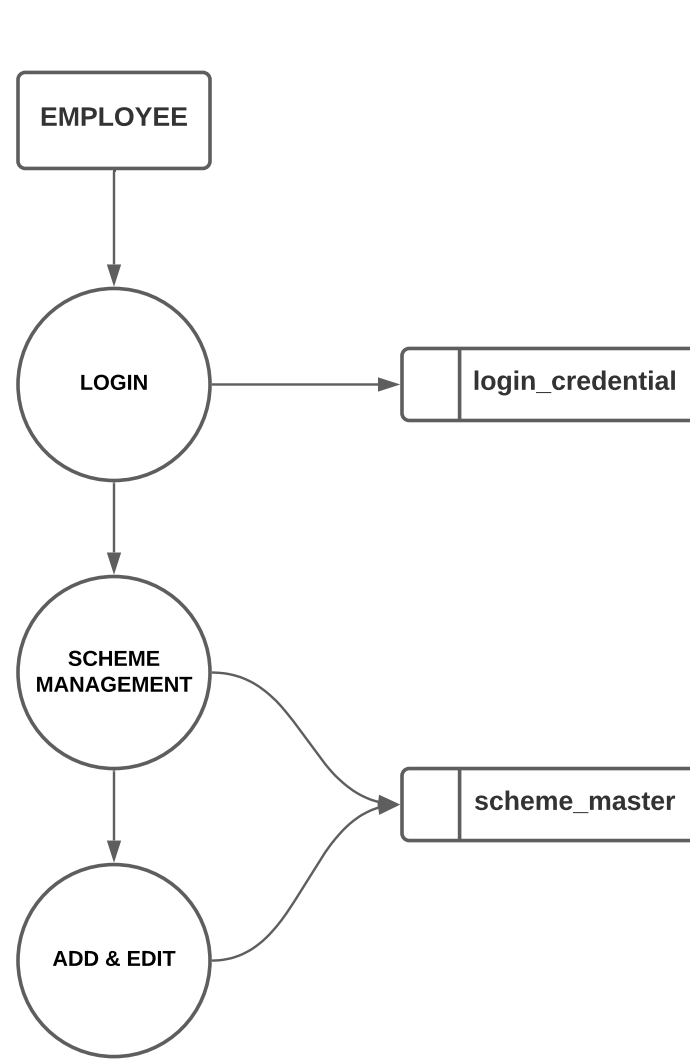 EMPLOYEE
LOGIN
login_credential
SCHEME
MANAGEMENT
scheme_master
ADD & EDIT